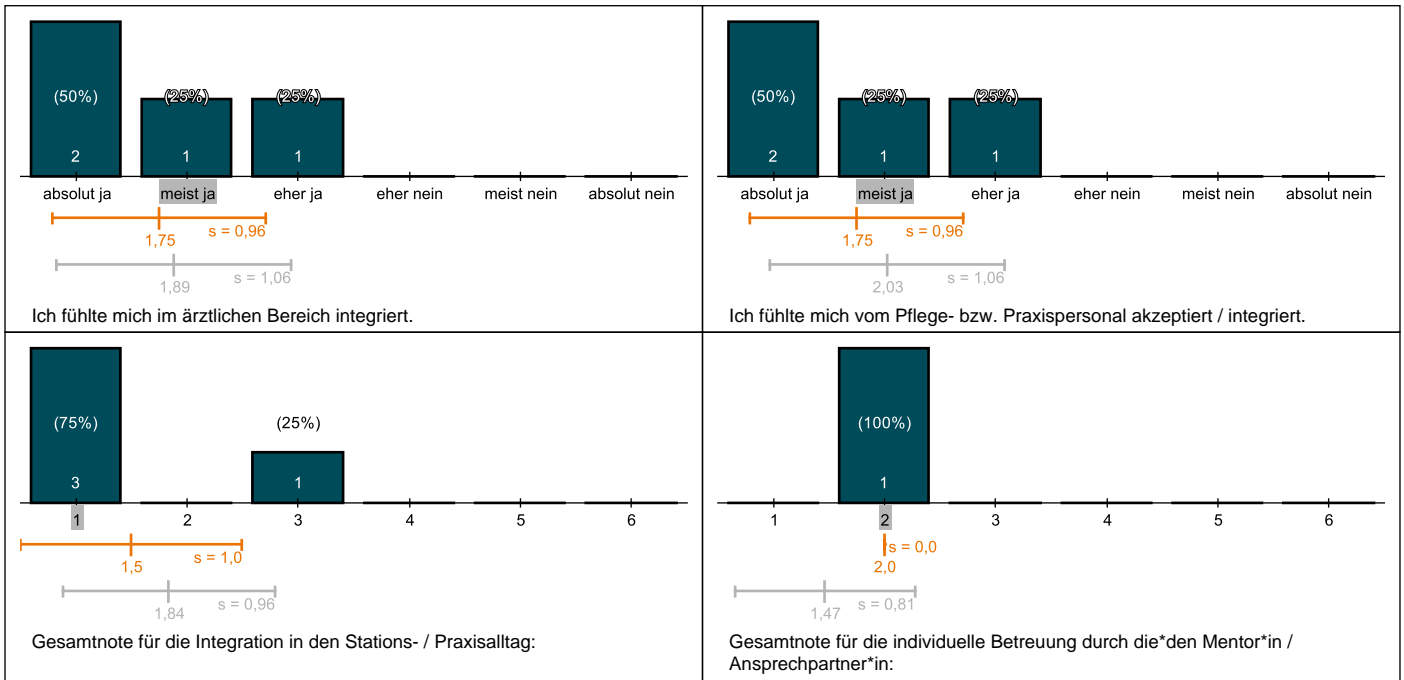 (50%) (25%) (25%)
2 1 1
absolut ja meist ja eher ja eher nein meist nein absolut nein
1,75 s = 0,96
1,89 s = 1,06
Ich fühlte mich im ärztlichen Bereich integriert.
(50%) (25%) (25%)
2 1 1
absolut ja meist ja eher ja eher nein meist nein absolut nein
1,75 s = 0,96
2,03 s = 1,06
Ich fühlte mich vom Pflege- bzw. Praxispersonal akzeptiert / integriert.
(75%) (25%)
3 1
1 2 3 4 5 6
1,5 s = 1,0
1,84 s = 0,96
Gesamtnote für die Integration in den Stations- / Praxisalltag:
(100%)
1
1 2 3 4 5 6
s = 0,0
2,0
1,47 s = 0,81
Gesamtnote für die individuelle Betreuung durch die*den Mentor*in /
Ansprechpartner*in: